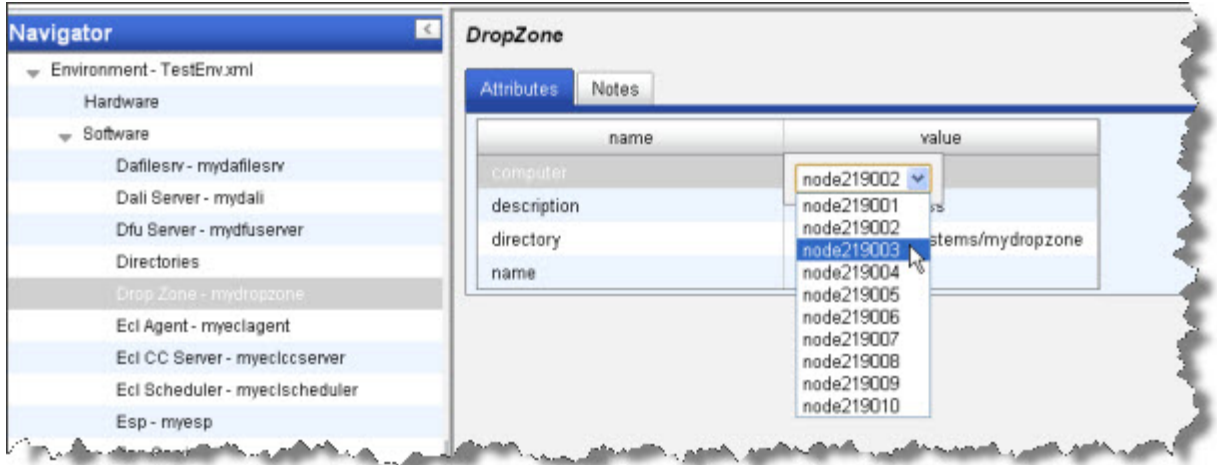 Navigator
Environment - TestEnv.xml
Hardware
Software
Dafilesrv - mydafilesrv
Dali Server - mydali
Dfu Server - mydfuserver
Directories
Drop Zone - mydropzone
Ecl Agent - myeclagent
Ecl CC Server - myeclccserver
Ecl Scheduler - myeclscheduler
Esp - myesp
DropZone
Attributes Notes
name value
computer node219002
description
directory stems/mydropzone
name
node219001
node219002
node219003
node219004
node219005
node219006
node219007
node219008
node219009
node219010